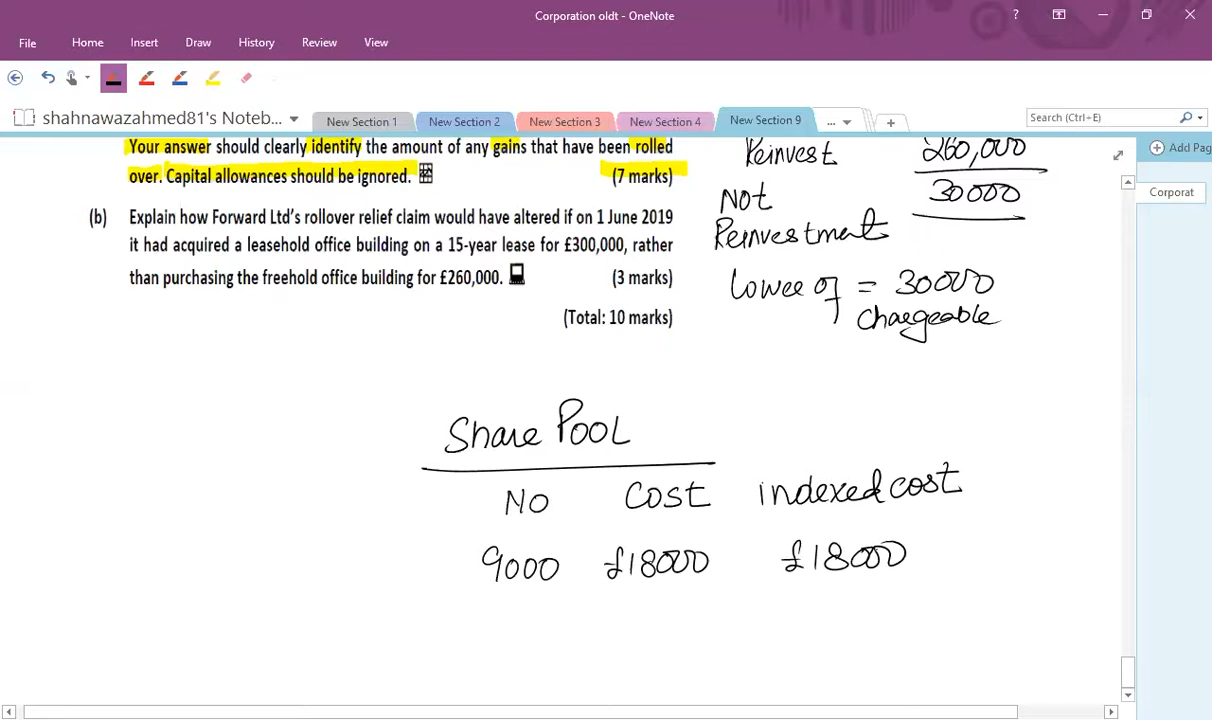 Corporation oldt - OneNote
?
File Home Insert Draw History Review View
shahnawazahmed81's Noteb... New Section 1 New Section 2 New Section 3 New Section 4 New Section 9 ... + Search (Ctrl+E)
Add Pag
Corporat
Your answer should clearly identify the amount of any gains that have been rolled
over. Capital allowances should be ignored. (7 marks)
(b) Explain how Forward Ltd's rollover relief claim would have altered if on 1 June 2019
it had acquired a leasehold office building on a 15-year lease for £300,000, rather
than purchasing the freehold office building for £260,000. (3 marks)
(Total: 10 marks)
Reinvest 260,000
Not 30000
Reinvestment
lower of = 30000
chargeable
Share POOL
No Cost indexed cost
9000 £18000 £18000